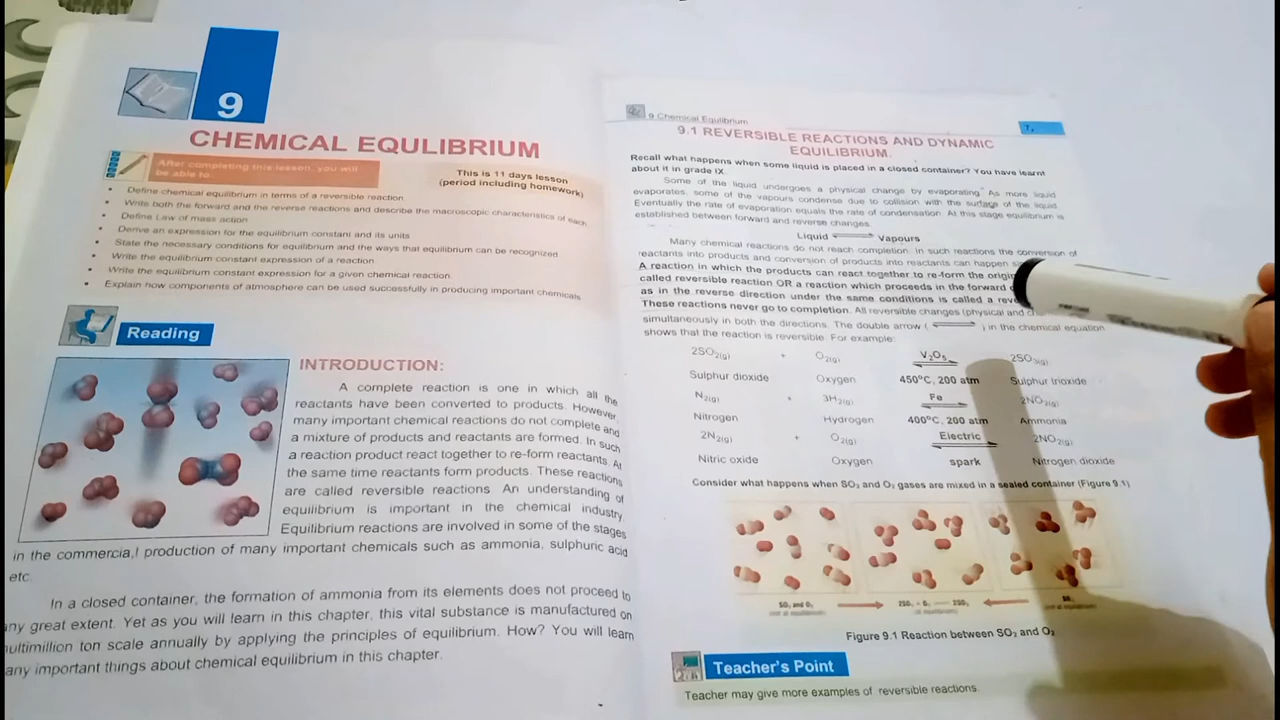 9
CHEMICAL EQULIBRIUM
After completing this lesson, you will
be able to:
This is 11 days lesson
(period including homework)
• Define chemical equilibrium in terms of a reversible reaction.
• Write both the forward and the reverse reactions and describe the macroscopic characteristics of each.
• Define Law of mass action.
• Derive an expression for the equilibrium constant and its units
• State the necessary conditions for equilibrium and the ways that equilibrium can be recognized.
• Write the equilibrium constant expression of a reaction
• Write the equilibrium constant expression for a given chemical reaction.
• Explain how components of atmosphere can be used successfully in producing important chemicals
Reading
INTRODUCTION:
A complete reaction is one in which all the
reactants have been converted to products. However,
many important chemical reactions do not complete and
a mixture of products and reactants are formed. In such
a reaction product react together to re-form reactants. At
the same time reactants form products. These reactions
are called reversible reactions. An understanding of
equilibrium is important in the chemical industry.
Equilibrium reactions are involved in some of the stages
in the commercia,l production of many important chemicals such as ammonia, sulphuric acid
etc.
In a closed container, the formation of ammonia from its elements does not proceed to
any great extent. Yet as you will learn in this chapter, this vital substance is manufactured on
multimillion ton scale annually by applying the principles of equilibrium. How? You will learn
any important things about chemical equilibrium in this chapter.
9 Chemical Equilibrium
9.1 REVERSIBLE REACTIONS AND DYNAMIC
EQUILIBRIUM.
Recall what happens when some liquid is placed in a closed container? You have learnt
about it in grade IX.
Some of the liquid undergoes a physical change by evaporating. As more liquid
evaporates, some of the vapours condense due to collision with the surface of the liquid.
Eventually the rate of evaporation equals the rate of condensation. At this stage equilibrium is
established between forward and reverse changes.
Liquid ⇌ Vapours
Many chemical reactions do not reach completion. In such reactions the conversion of
reactants into products and conversion of products into reactants can happen
A reaction in which the products can react together to re-form the
called reversible reaction OR a reaction which proceeds in the forward
as in the reverse direction under the same conditions is called a
These reactions never go to completion. All reversible changes (physical and
simultaneously in both the directions. The double arrow ( ⇌ ) in the chemical equation
shows that the reaction is reversible. For example:
2SO₂(g) + O₂(g) V₂O₅ ⇌ 2SO₃(g)
Sulphur dioxide Oxygen 450°C, 200 atm Sulphur trioxide
N₂(g) + 3H₂(g) Fe ⇌ 2NO₂(g)
Nitrogen Hydrogen 400°C, 200 atm Ammonia
2N₂(g) + O₂(g) Electric ⇌ 2NO₂(g)
Nitric oxide Oxygen spark Nitrogen dioxide
Consider what happens when SO₂ and O₂ gases are mixed in a sealed container (Figure 9.1)
SO₂ and O₂
Figure 9.1 Reaction between SO₂ and O₂
Teacher's Point
Teacher may give more examples of reversible reactions.